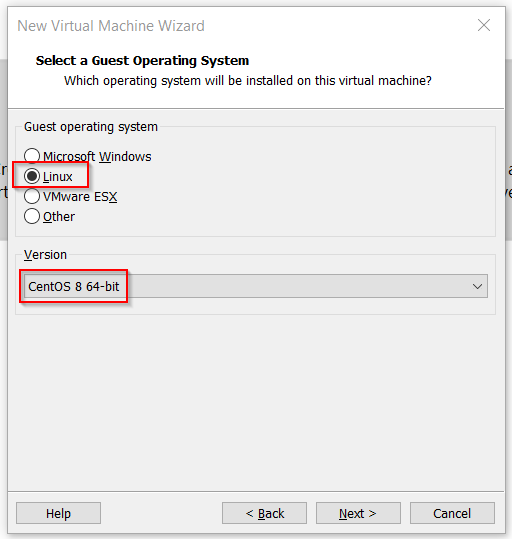 New Virtual Machine Wizard
Select a Guest Operating System
Which operating system will be installed on this virtual machine?
Guest operating system
Microsoft Windows
Linux
VMware ESX
Other
Version
CentOS 8 64-bit
Help
< Back
Next >
Cancel